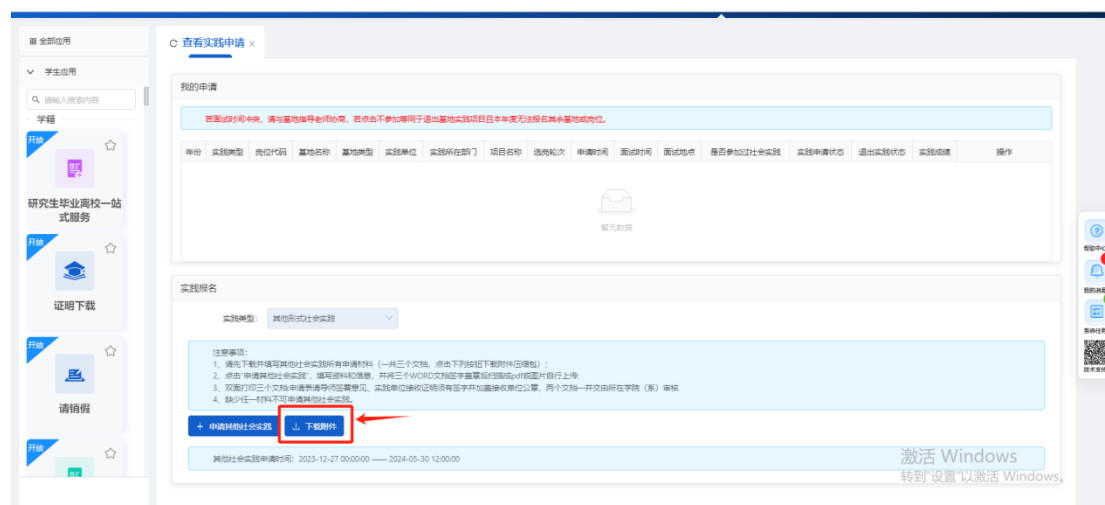 全部应用
查看实践申请 ×
学生应用
请输入搜索内容
学籍
开放
研究生毕业离校一站
式服务
开放
证明下载
开放
请销假
开放
我的申请
若面试时间冲突，请与基地指导老师协商，若点击不参加等同于退出基地实践项目且本年度无法报名其余基地或岗位。
年份 实践类型 岗位代码 基地名称 基地类型 实践单位 实践所在部门 项目名称 选岗轮次 申请时间 面试时间 面试地点 是否参加过社会实践 实践申请状态 退出实践状态 实践成绩 操作
暂无数据
实践报名
实践类型： 其他形式社会实践
注意事项：
1、请先下载并填写其他社会实践所有申请材料（一共三个文档，点击下列按钮下载附件压缩包）；
2、点击“申请其他社会实践”，填写资料和信息，并将三个WORD文档签字盖章后扫描成pdf或图片自行上传
3、双面打印三个文档:申请表请导师签署意见、实践单位接收证明须有签字并加盖接收单位公章，两个文档一并交由所在学院（系）审核
4、缺少任一材料不可申请其他社会实践。
+ 申请其他社会实践 下载附件
其他社会实践申请时间：2023-12-27 00:00:00 —— 2024-05-30 12:00:00
激活 Windows
转到"设置"以激活 Windows。
帮助中心
我的消息
系统任务
技术支持